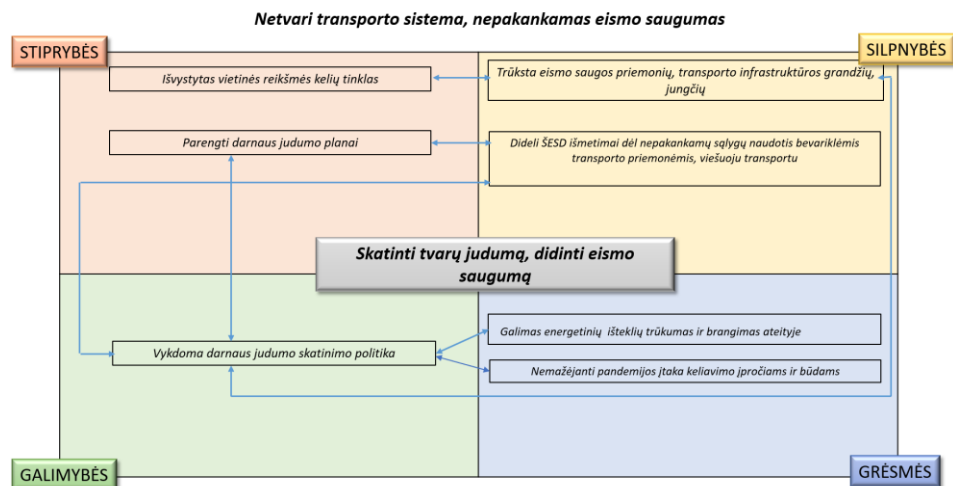 Netvari transporto sistema, nepakankamas eismo saugumas
STIPRYBĖS
SILPNYBĖS
Išvystytas vietinės reikšmės kelių tinklas
Trūksta eismo saugos priemonių, transporto infrastruktūros grandžių,
jungčių
Parengti darnaus judumo planai
Dideli ŠESD išmetimai dėl nepakankamų sąlygų naudotis bevariklėmis
transporto priemonėmis, viešuoju transportu
Skatinti tvarų judumą, didinti eismo
saugumą
Galimas energetinių išteklių trūkumas ir brangimas ateityje
Vykdoma darnaus judumo skatinimo politika
Nemažėjanti pandemijos įtaka keliavimo įpročiams ir būdams
GALIMYBĖS
GRĖSMĖS